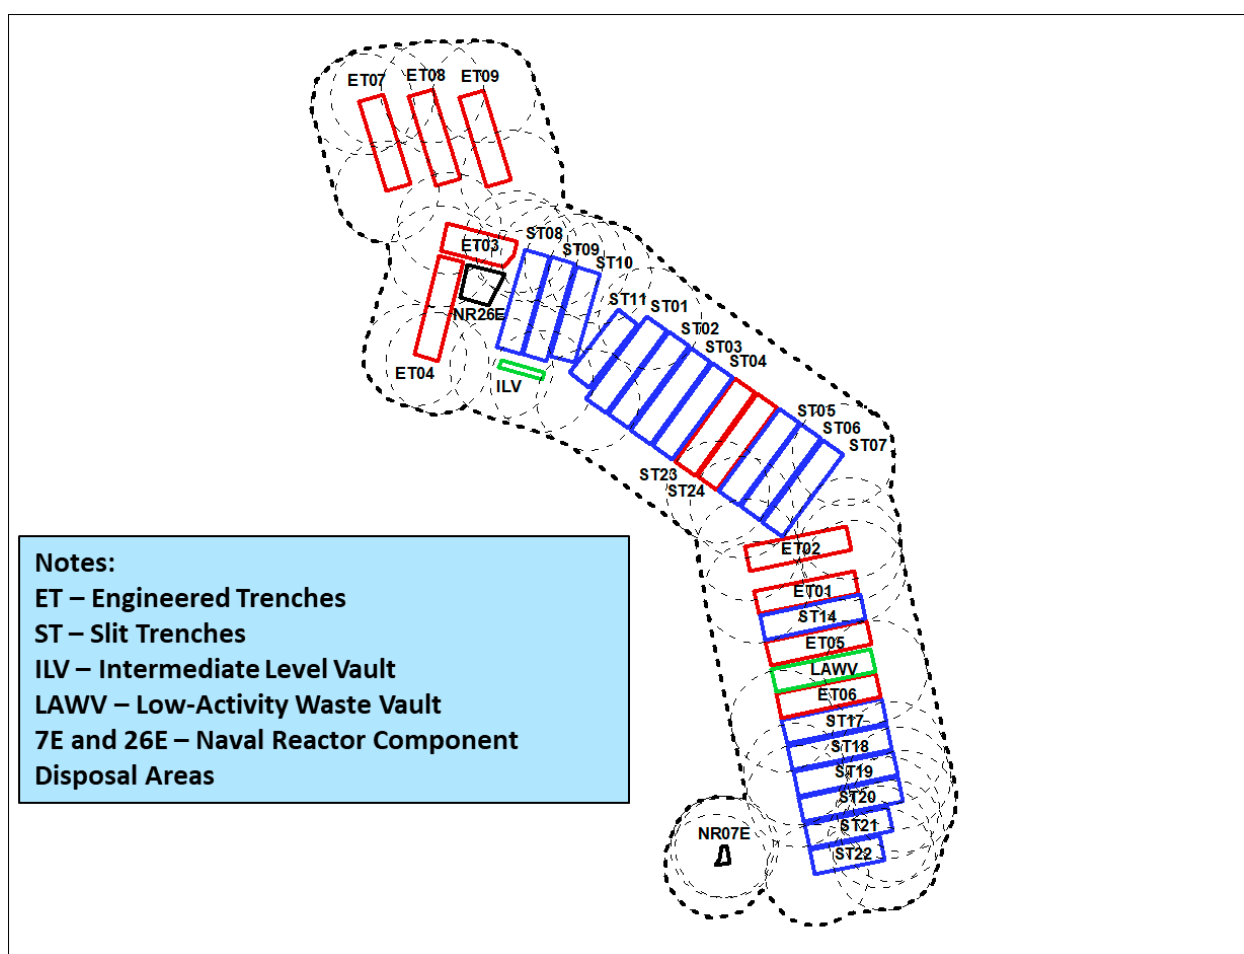 ET07
ET08
ET09
ET03
ST08
ST09
ST10
NR26E
ST11
ST01
ST02
ST03
ST04
ET04
ILV
ST05
ST06
ST07
ST23
ST24
ET02
ET01
ST14
ET05
LAWV
ET06
ST17
ST18
ST19
ST20
ST21
ST22
NR07E
Notes:
ET – Engineered Trenches
ST – Slit Trenches
ILV – Intermediate Level Vault
LAWV – Low-Activity Waste Vault
7E and 26E – Naval Reactor Component
Disposal Areas